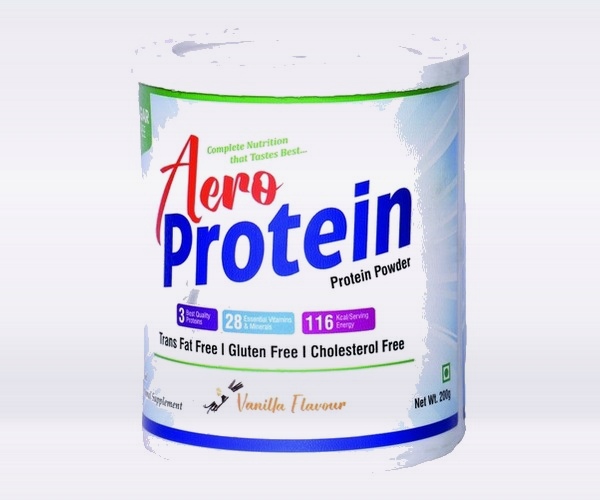 Complete Nutrition
that Tastes Best...
Aero
Protein
Protein Powder
3 Best Quality Proteins
28 Essential Vitamins & Minerals
116 Kcal/Serving Energy
Trans Fat Free I Gluten Free I Cholesterol Free
Supplement
Vanilla Flavour
Net Wt. 200g